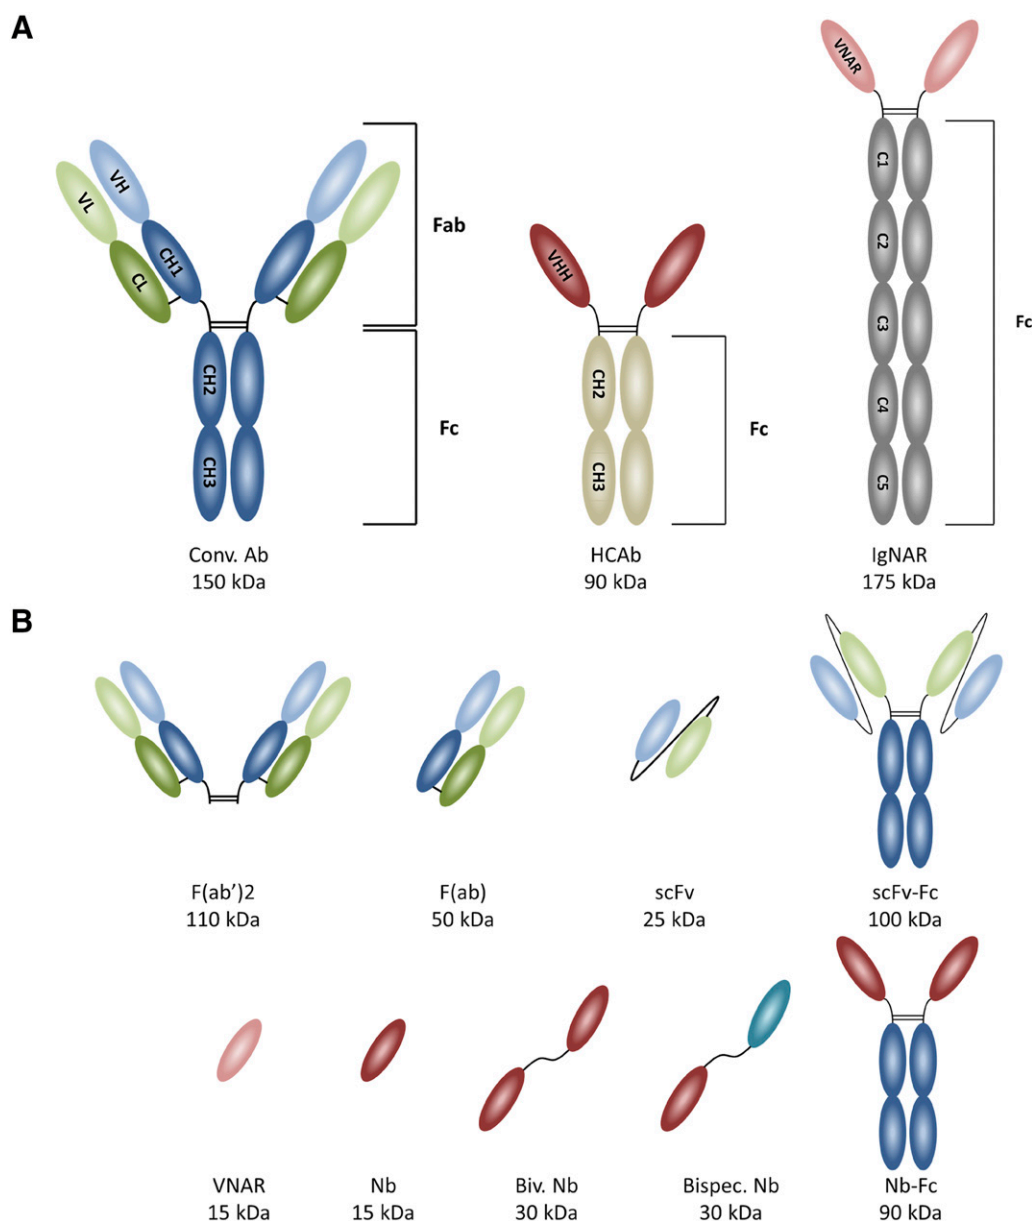 A
VNAR
VH
VL
CH1
CL
Fab
CH2
CH3
Fc
VHH
CH2
CH3
Fc
C1
C2
C3
C4
C5
Fc
Conv. Ab
150 kDa
HCAb
90 kDa
IgNAR
175 kDa
B
F(ab')2
110 kDa
F(ab)
50 kDa
scFv
25 kDa
scFv-Fc
100 kDa
VNAR
15 kDa
Nb
15 kDa
Biv. Nb
30 kDa
Bispec. Nb
30 kDa
Nb-Fc
90 kDa